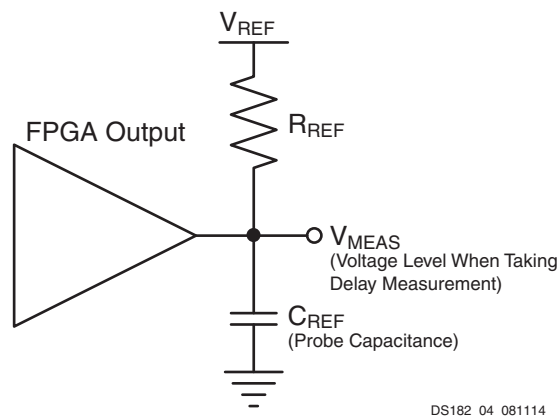 VREF
FPGA Output
RREF
VMEAS
(Voltage Level When Taking
Delay Measurement)
CREF
(Probe Capacitance)
DS182_04_081114